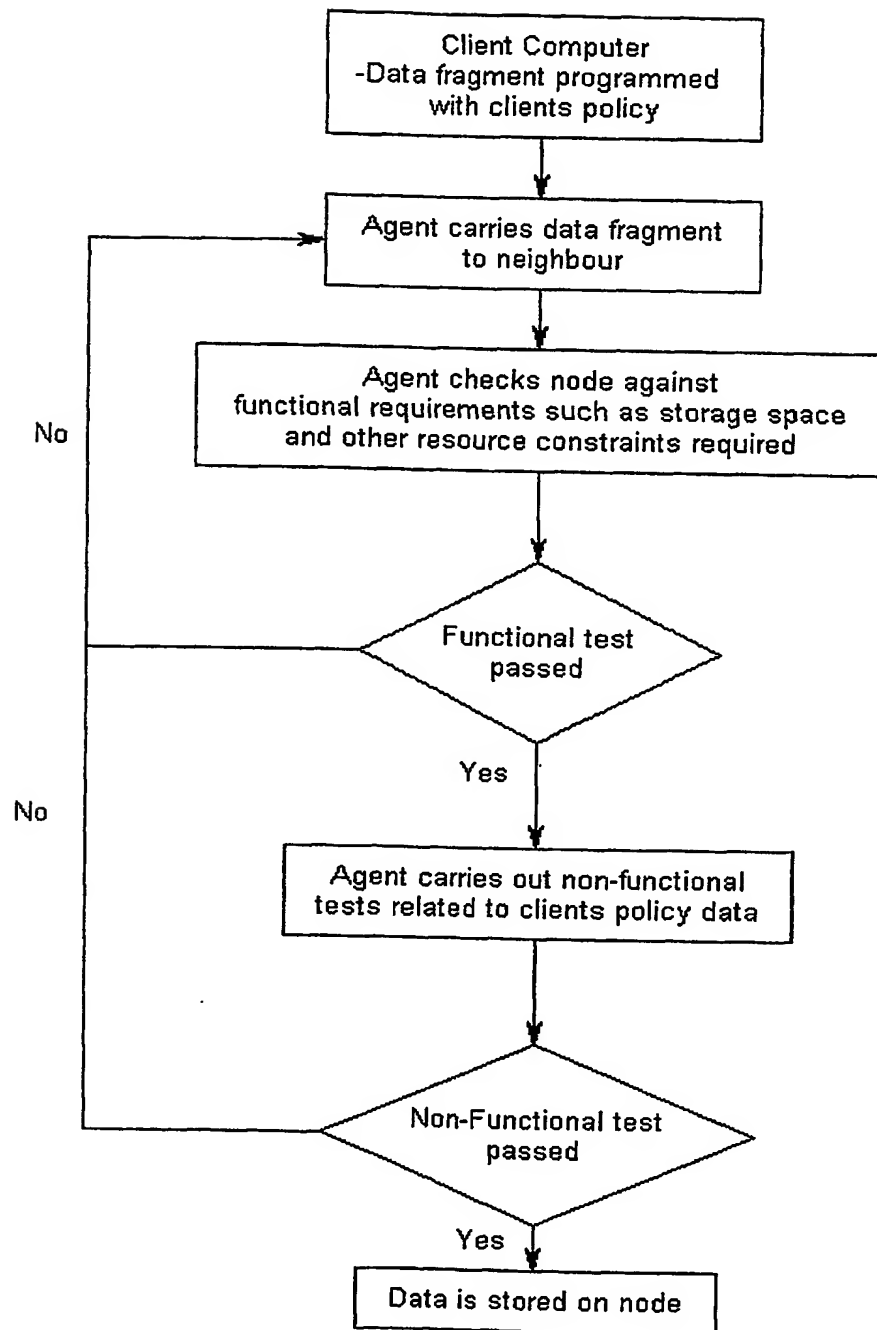 Client Computer
-Data fragment programmed
with clients policy
Agent carries data fragment
to neighbour
Agent checks node against
functional requirements such as storage space
and other resource constraints required
No
Functional test
passed
Yes
No
Agent carries out non-functional
tests related to clients policy data
Non-Functional test
passed
Yes
Data is stored on node